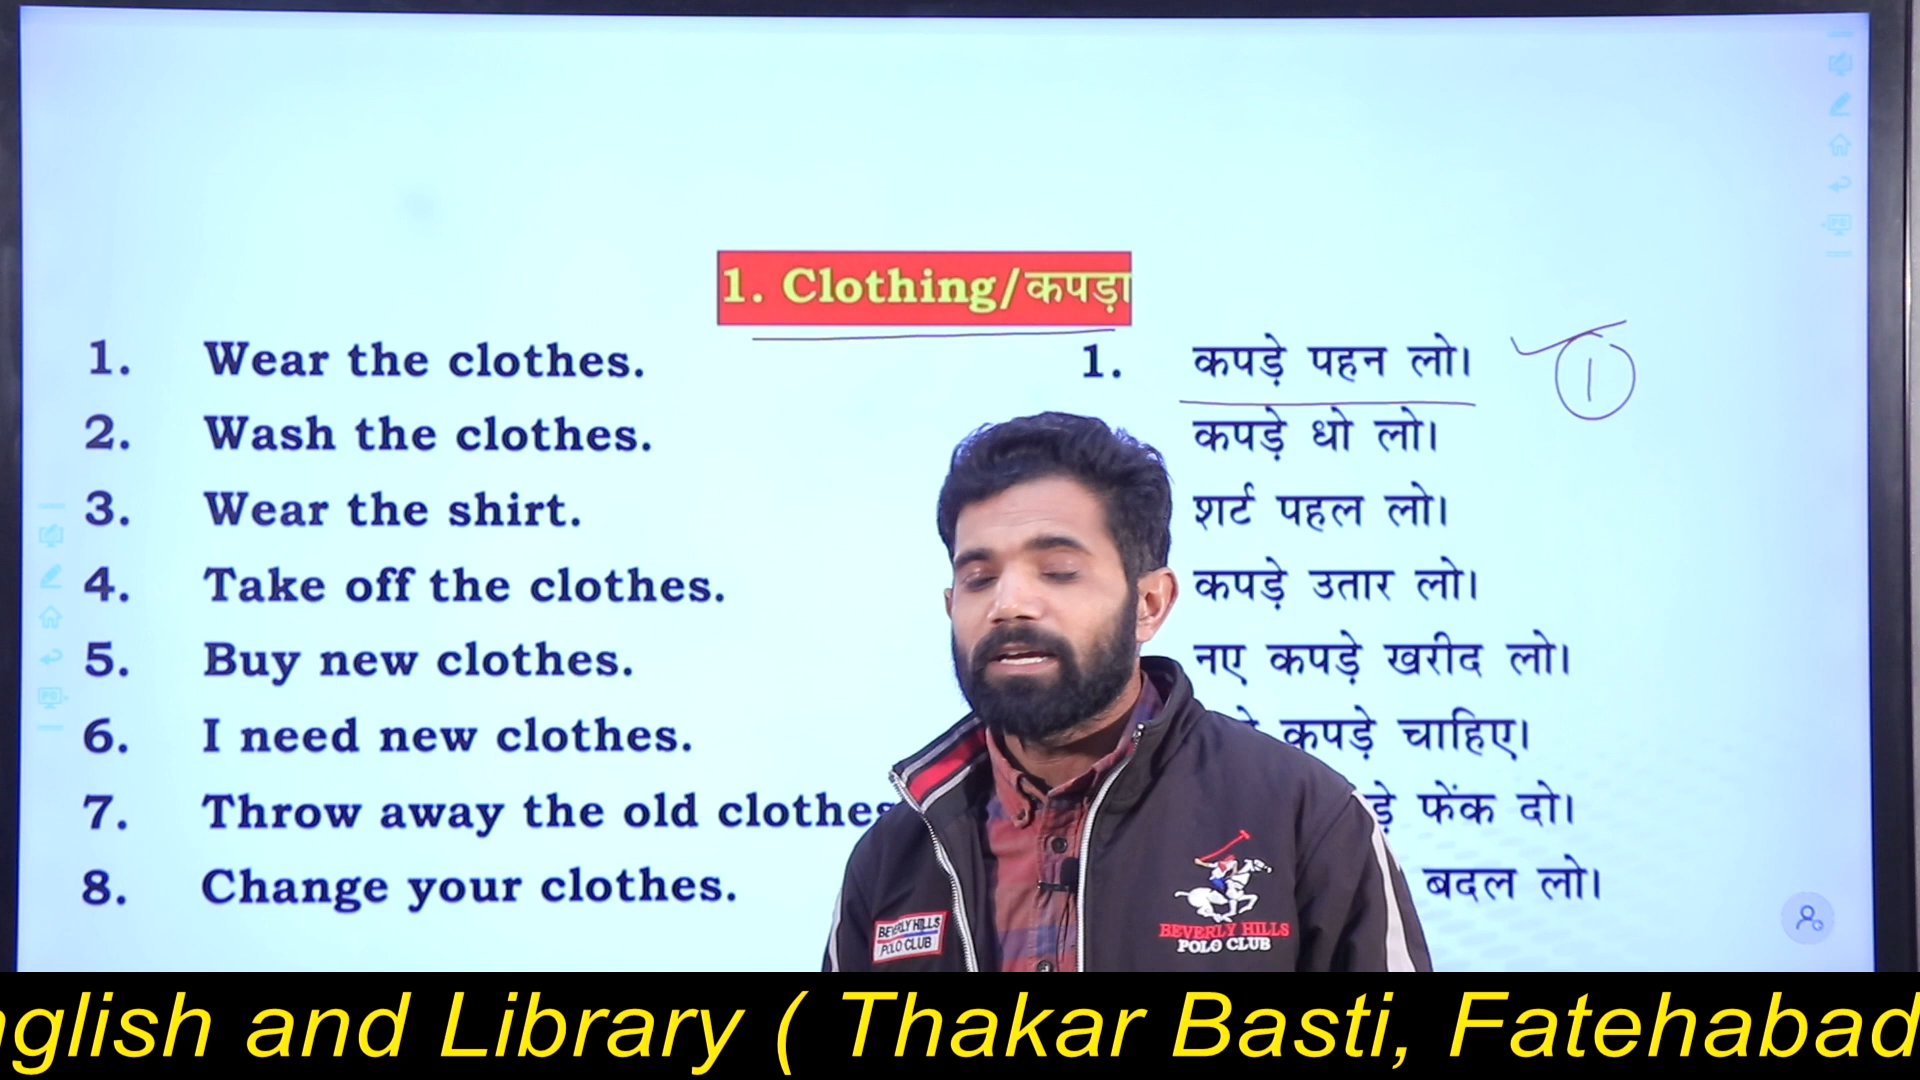 1. Clothing/कपड़ा
1. Wear the clothes. 1. कपड़े पहन लो। 1
2. Wash the clothes. कपड़े धो लो।
3. Wear the shirt. शर्ट पहल लो।
4. Take off the clothes. कपड़े उतार लो।
5. Buy new clothes. नए कपड़े खरीद लो।
6. I need new clothes. कपड़े चाहिए।
7. Throw away the old clothes फेंक दो।
8. Change your clothes. बदल लो।
BEVERLY HILLS
POLO CLUB
BEVERLY HILLS
POLO CLUB
and Library ( Thakar Basti, Fatehabad